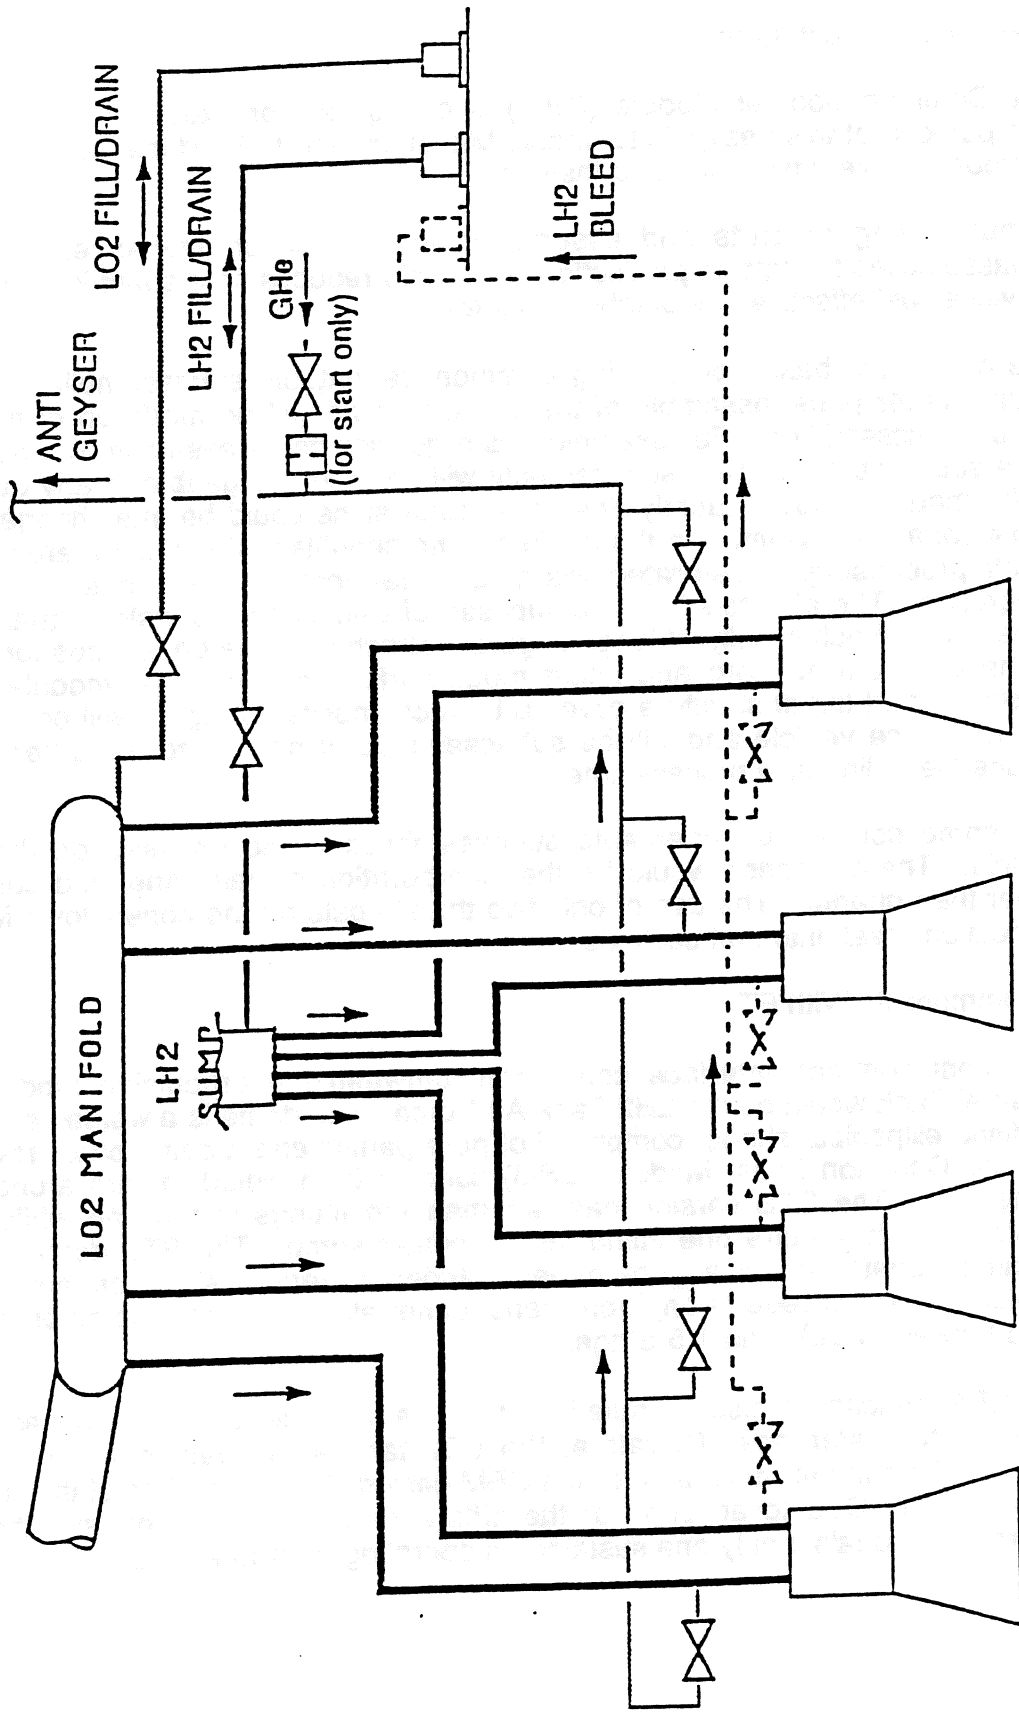 LO2 FILL/DRAIN
LH2 FILL/DRAIN
ANTI
GEYSER
GHe
(for start only)
LH2
BLEED
LO2 MANIFOLD
LH2
SUMP